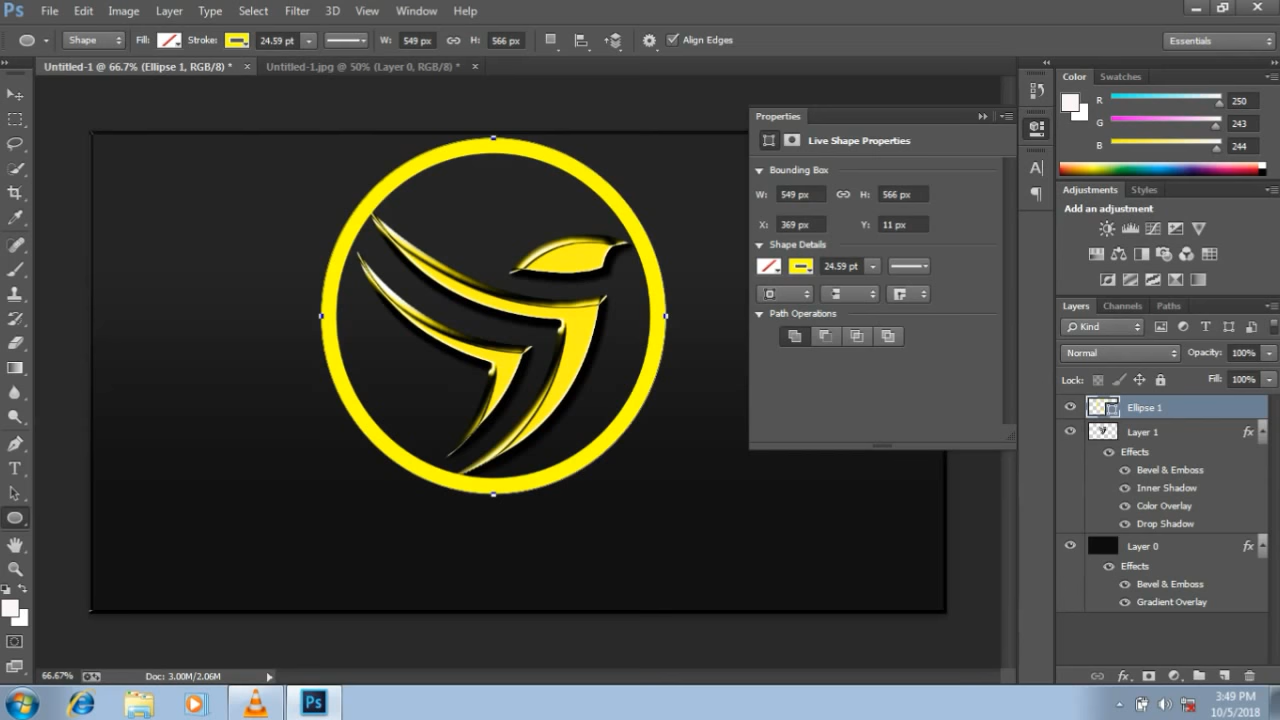 Ps File Edit Image Layer Type Select Filter 3D View Window Help
Shape Fill: Stroke: 24.59 pt W: 549 px H: 566 px Align Edges Essentials
Untitled-1 @ 66.7% (Ellipse 1, RGB/8) * × Untitled-1.jpg @ 50% (Layer 0, RGB/8) * ×
Color Swatches
R 250
G 243
B 244
Properties
Live Shape Properties
Bounding Box
W: 549 px H: 566 px
X: 369 px Y: 11 px
Shape Details
24.59 pt
Path Operations
Adjustments Styles
Add an adjustment
Layers Channels Paths
Kind
Normal Opacity: 100%
Lock: Fill: 100%
Ellipse 1
Layer 1 fx
Effects
Bevel & Emboss
Inner Shadow
Color Overlay
Drop Shadow
Layer 0 fx
Effects
Bevel & Emboss
Gradient Overlay
66.67% Doc: 3.00M/2.06M
Ps
3:49 PM
10/5/2018